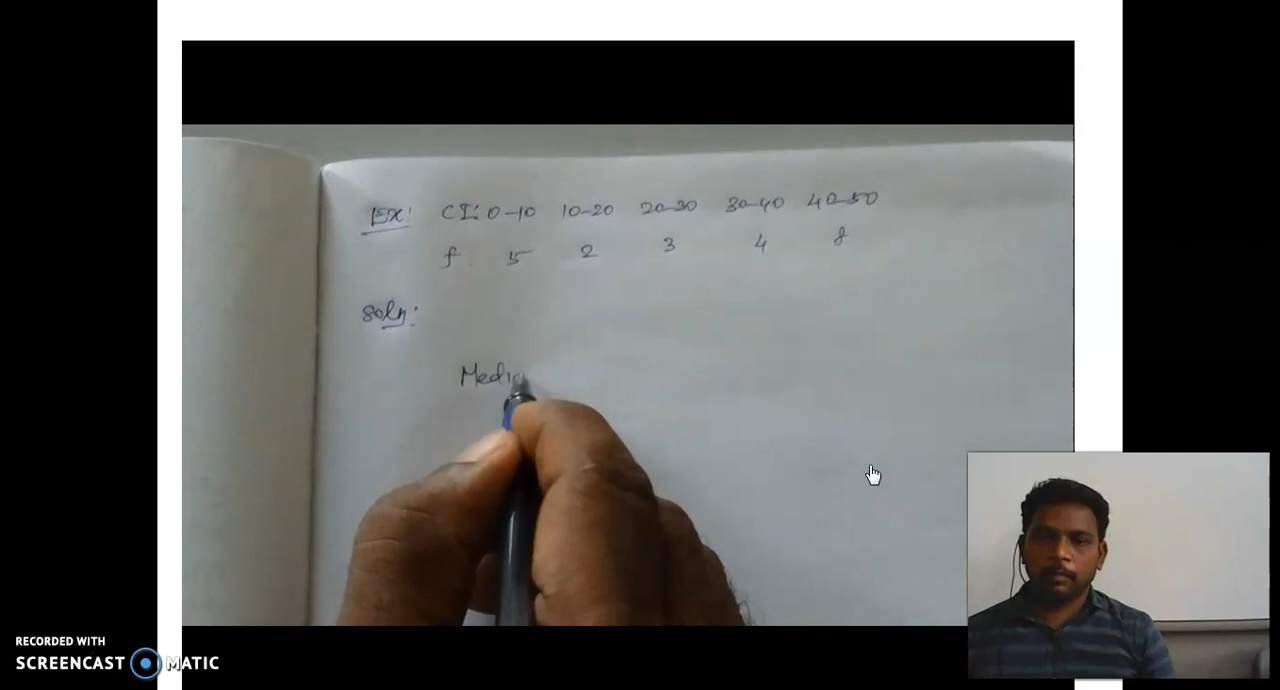 Ex: CI: 0-10 10-20 20-30 30-40 40-50
f: 5 2 3 4 8
Soln:
Media
RECORDED WITH
SCREENCAST MATIC